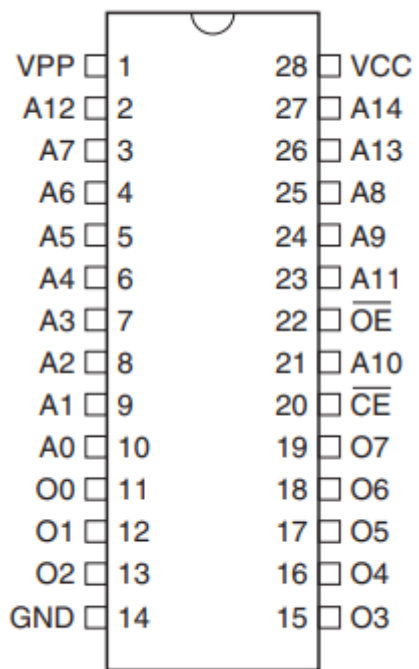 VPP 1 28 VCC
A12 2 27 A14
A7 3 26 A13
A6 4 25 A8
A5 5 24 A9
A4 6 23 A11
A3 7 22 O̅E̅
A2 8 21 A10
A1 9 20 C̅E̅
A0 10 19 O7
O0 11 18 O6
O1 12 17 O5
O2 13 16 O4
GND 14 15 O3